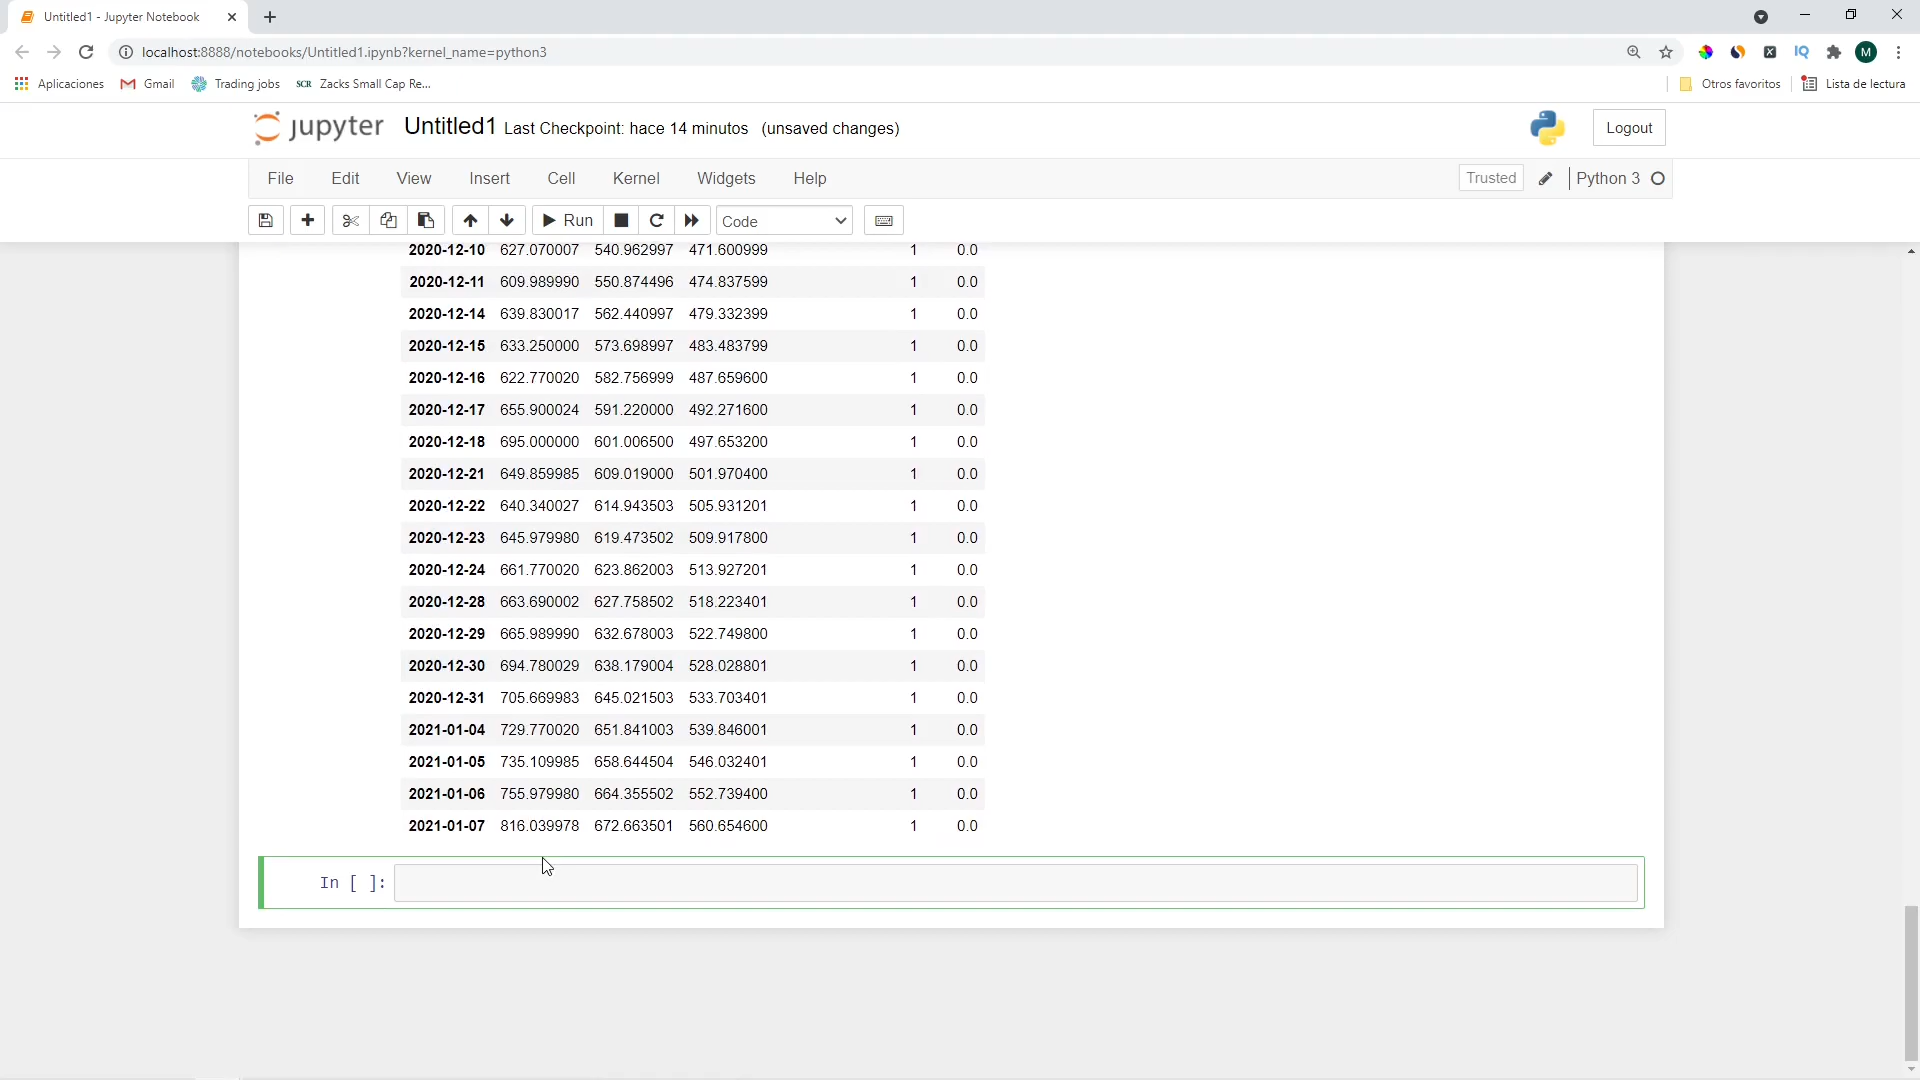 Untitled1 - Jupyter Notebook
localhost:8888/notebooks/Untitled1.ipynb?kernel_name=python3
M
Aplicaciones Gmail Trading jobs SCR Zacks Small Cap Re... Otros favoritos Lista de lectura
jupyter Untitled1 Last Checkpoint: hace 14 minutos (unsaved changes) Logout
File Edit View Insert Cell Kernel Widgets Help Trusted Python 3
Run Code
2020-12-10 627.070007 540.962997 471.600999 1 0.0
2020-12-11 609.989990 550.874496 474.837599 1 0.0
2020-12-14 639.830017 562.440997 479.332399 1 0.0
2020-12-15 633.250000 573.698997 483.483799 1 0.0
2020-12-16 622.770020 582.756999 487.659600 1 0.0
2020-12-17 655.900024 591.220000 492.271600 1 0.0
2020-12-18 695.000000 601.006500 497.653200 1 0.0
2020-12-21 649.859985 609.019000 501.970400 1 0.0
2020-12-22 640.340027 614.943503 505.931201 1 0.0
2020-12-23 645.979980 619.473502 509.917800 1 0.0
2020-12-24 661.770020 623.862003 513.927201 1 0.0
2020-12-28 663.690002 627.758502 518.223401 1 0.0
2020-12-29 665.989990 632.678003 522.749800 1 0.0
2020-12-30 694.780029 638.179004 528.028801 1 0.0
2020-12-31 705.669983 645.021503 533.703401 1 0.0
2021-01-04 729.770020 651.841003 539.846001 1 0.0
2021-01-05 735.109985 658.644504 546.032401 1 0.0
2021-01-06 755.979980 664.355502 552.739400 1 0.0
2021-01-07 816.039978 672.663501 560.654600 1 0.0
In [ ]: